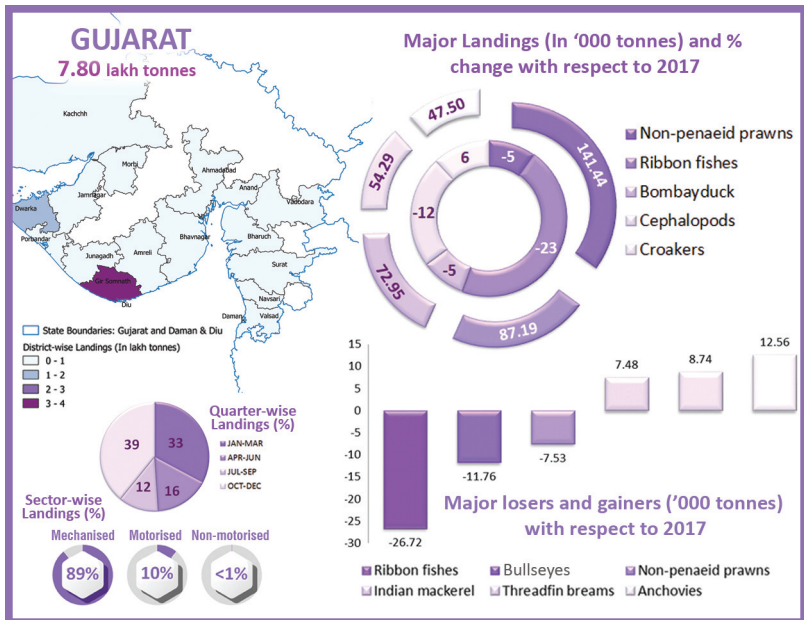 GUJARAT
7.80 lakh tonnes
Kachchh
Morbi
Ahmadabad
Jamnagar
Anand
Vadodara
Dwarka
Porbandar
Bhavnagar
Bharuch
Junagadh
Amreli
Surat
Gir Somnath
Diu
Navsari
Daman
Valsad
State Boundaries: Gujarat and Daman & Diu
District-wise Landings (In lakh tonnes)
0 - 1
1 - 2
2 - 3
3 - 4
Quarter-wise
Landings (%)
39
33
12
16
JAN-MAR
APR-JUN
JUL-SEP
OCT-DEC
Sector-wise
Landings (%)
Mechanised
Motorised
Non-motorised
89%
10%
<1%
Major Landings (In ‘000 tonnes) and %
change with respect to 2017
47.50
141.44
54.29
72.95
87.19
6
-5
-12
-23
-5
Non-penaeid prawns
Ribbon fishes
Bombayduck
Cephalopods
Croakers
15
10
5
0
-5
-10
-15
-20
-25
-30
-26.72
-11.76
-7.53
7.48
8.74
12.56
Major losers and gainers (’000 tonnes)
with respect to 2017
Ribbon fishes
Bullseyes
Non-penaeid prawns
Indian mackerel
Threadfin breams
Anchovies